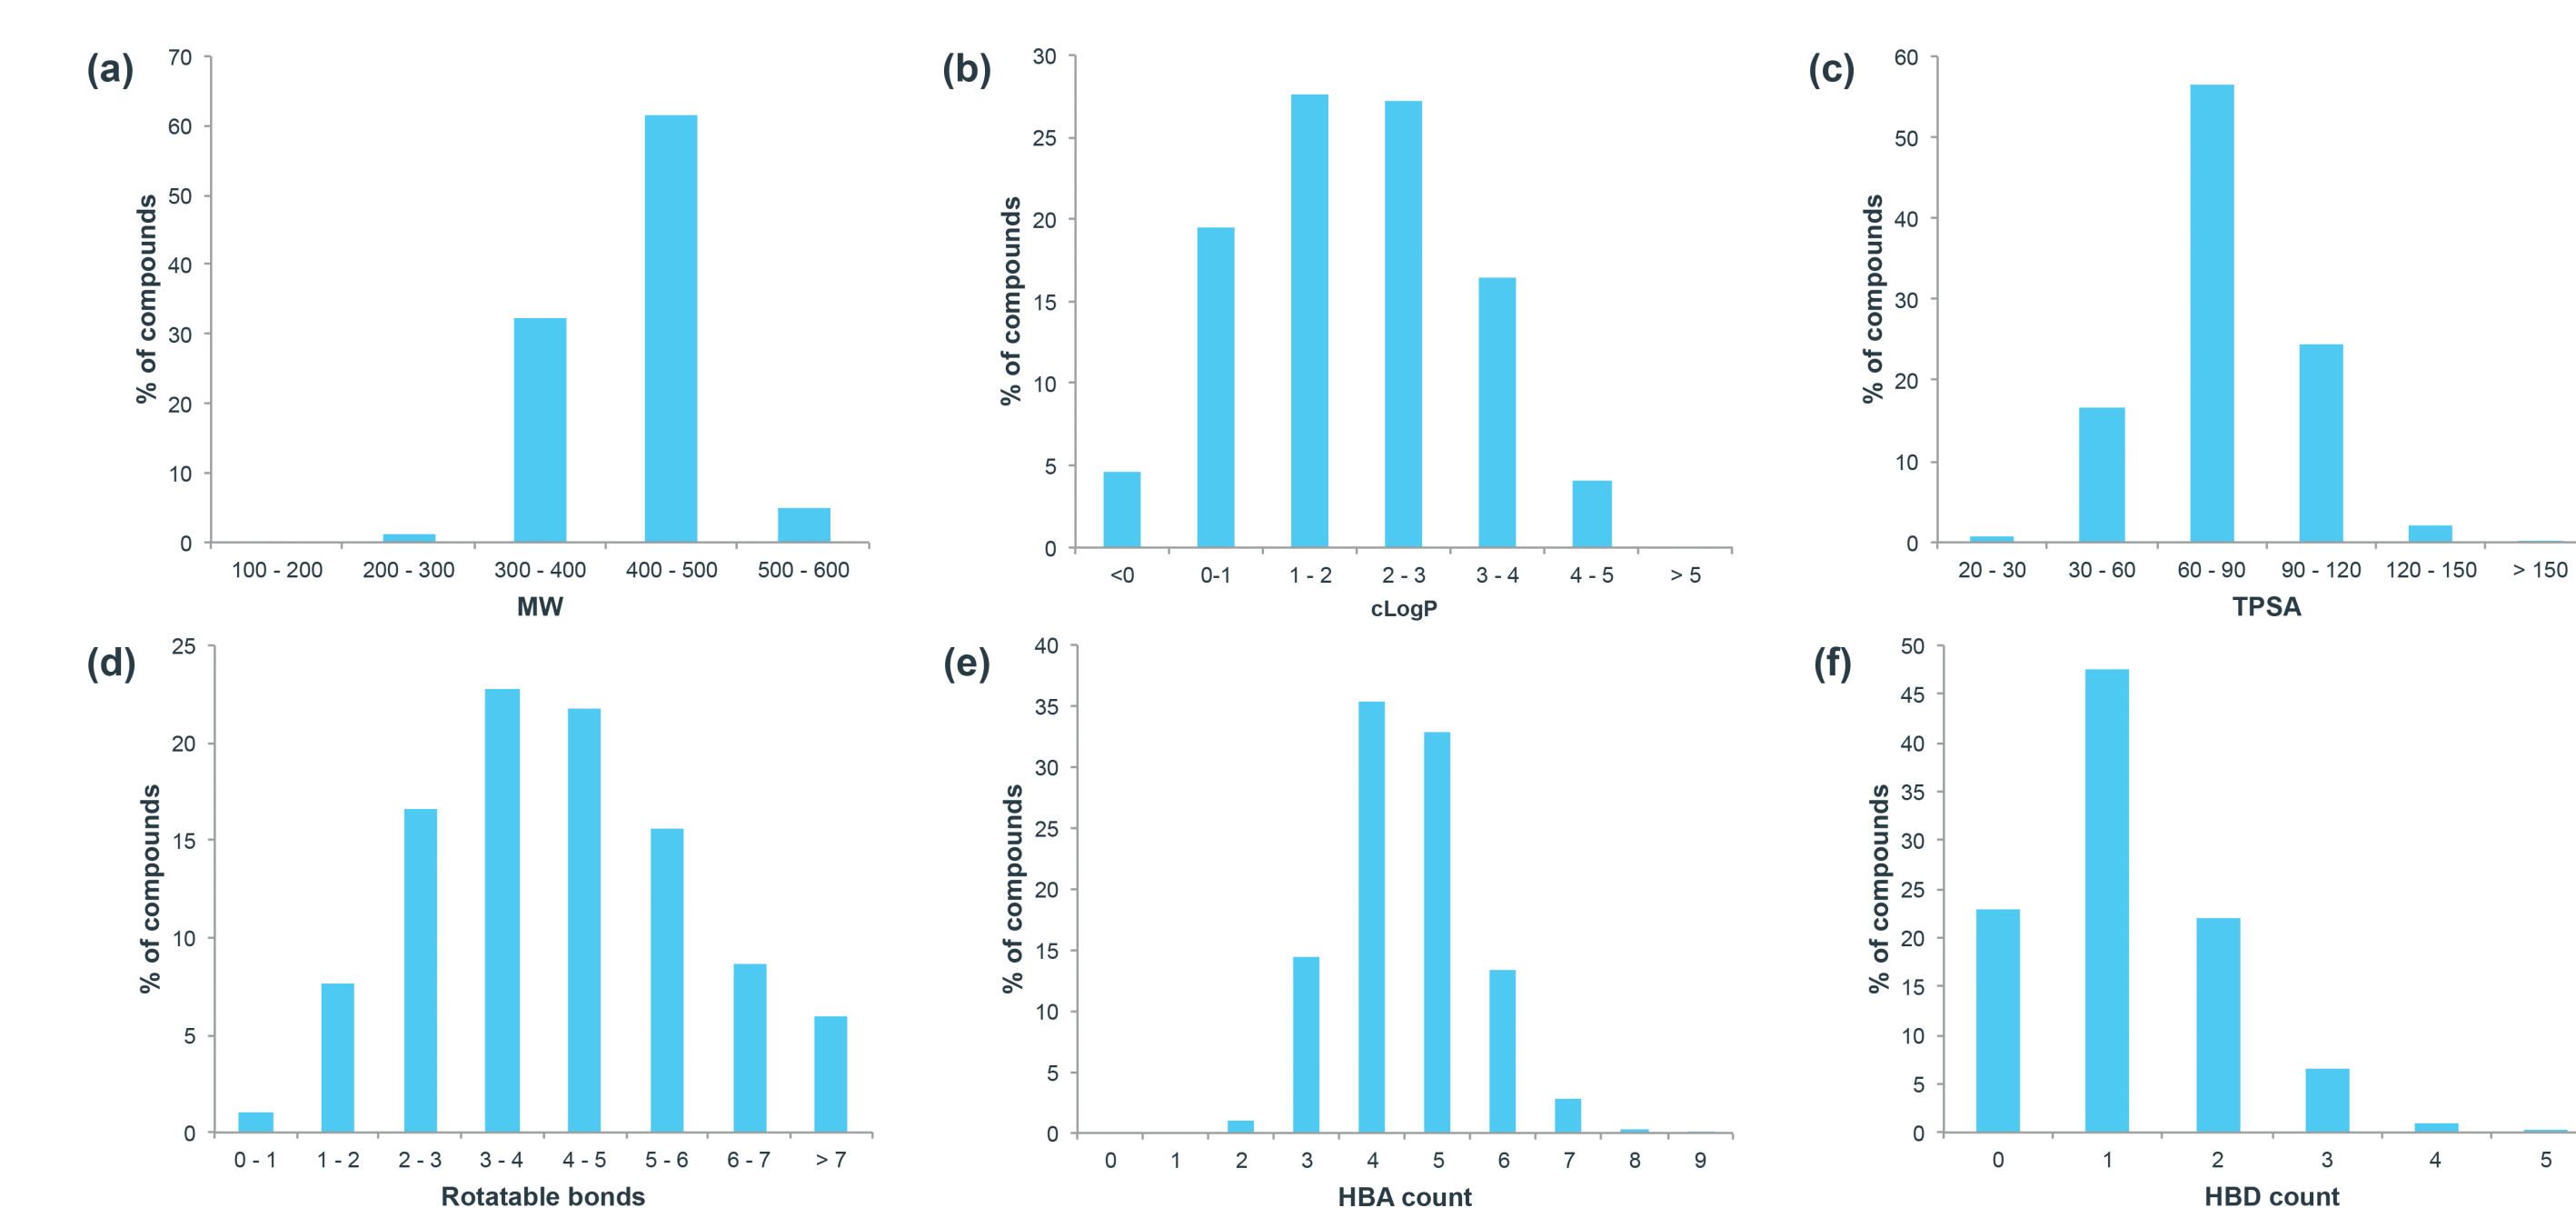 (a)
% of compounds
70
60
50
40
30
20
10
0
100 - 200 200 - 300 300 - 400 400 - 500 500 - 600
MW
(b)
% of compounds
30
25
20
15
10
5
0
<0 0-1 1 - 2 2 - 3 3 - 4 4 - 5 > 5
cLogP
(c)
% of compounds
60
50
40
30
20
10
0
20 - 30 30 - 60 60 - 90 90 - 120 120 - 150 > 150
TPSA
(d)
% of compounds
25
20
15
10
5
0
0 - 1 1 - 2 2 - 3 3 - 4 4 - 5 5 - 6 6 - 7 > 7
Rotatable bonds
(e)
% of compounds
40
35
30
25
20
15
10
5
0
0 1 2 3 4 5 6 7 8 9
HBA count
(f)
% of compounds
50
45
40
35
30
25
20
15
10
5
0
0 1 2 3 4 5
HBD count